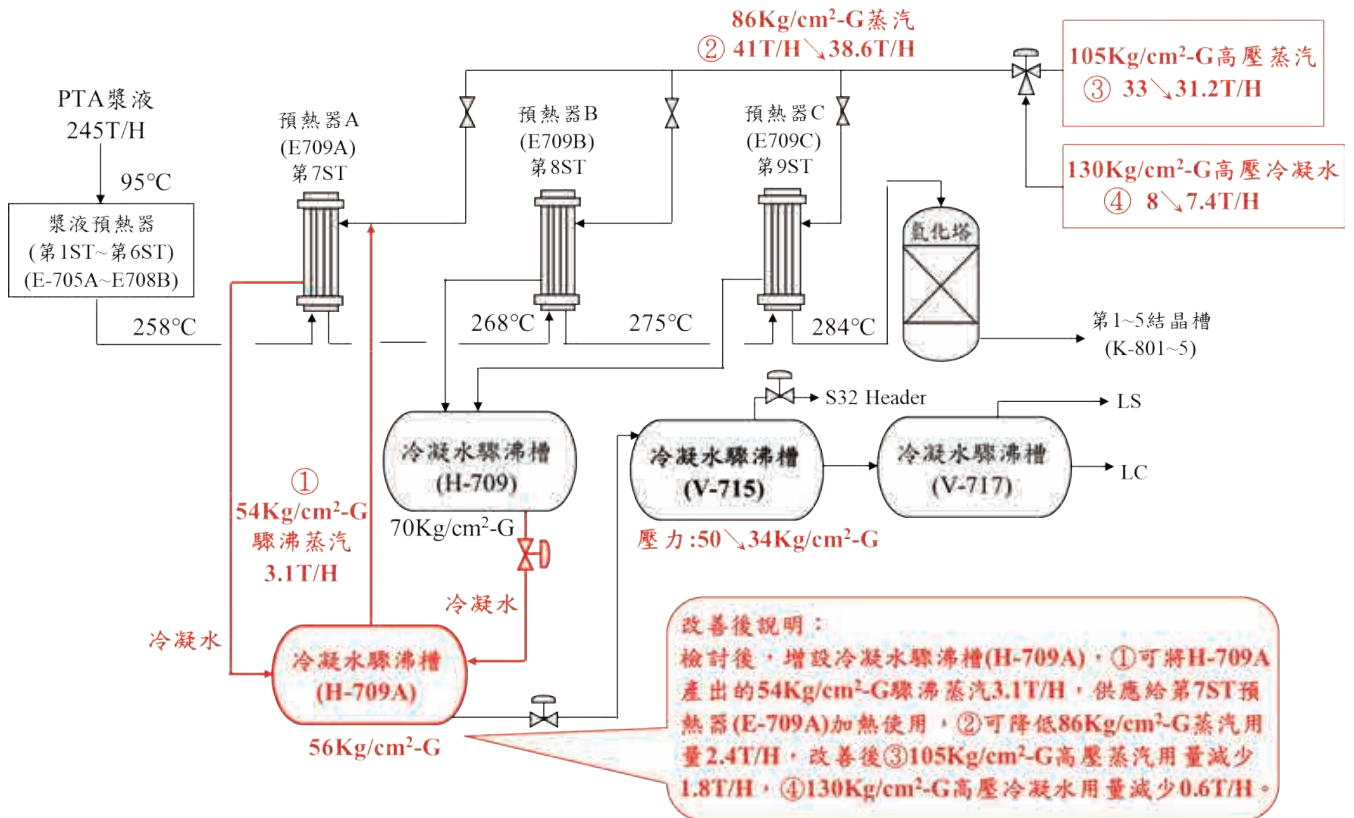 86Kg/cm²-G蒸汽
② 41T/H↘38.6T/H
105Kg/cm²-G高壓蒸汽
③ 33↘31.2T/H
130Kg/cm²-G高壓冷凝水
④ 8↘7.4T/H
PTA漿液
245T/H
95℃
漿液預熱器
(第1ST~第6ST)
(E-705A~E708B)
預熱器A
(E709A)
第7ST
預熱器B
(E709B)
第8ST
預熱器C
(E709C)
第9ST
氫化塔
258℃
268℃
275℃
284℃
第1~5結晶槽
(K-801~5)
S32 Header
LS
LC
冷凝水驟沸槽
(H-709)
70Kg/cm²-G
冷凝水驟沸槽
(V-715)
壓力:50↘34Kg/cm²-G
冷凝水驟沸槽
(V-717)
①
54Kg/cm²-G
驟沸蒸汽
3.1T/H
冷凝水
冷凝水
冷凝水驟沸槽
(H-709A)
56Kg/cm²-G
改善後說明：
檢討後，增設冷凝水驟沸槽(H-709A)，①可將H-709A
產出的54Kg/cm²-G驟沸蒸汽3.1T/H，供應給第7ST預
熱器(E-709A)加熱使用，②可降低86Kg/cm²-G蒸汽用
量2.4T/H，改善後③105Kg/cm²-G高壓蒸汽用量減少
1.8T/H，④130Kg/cm²-G高壓冷凝水用量減少0.6T/H。